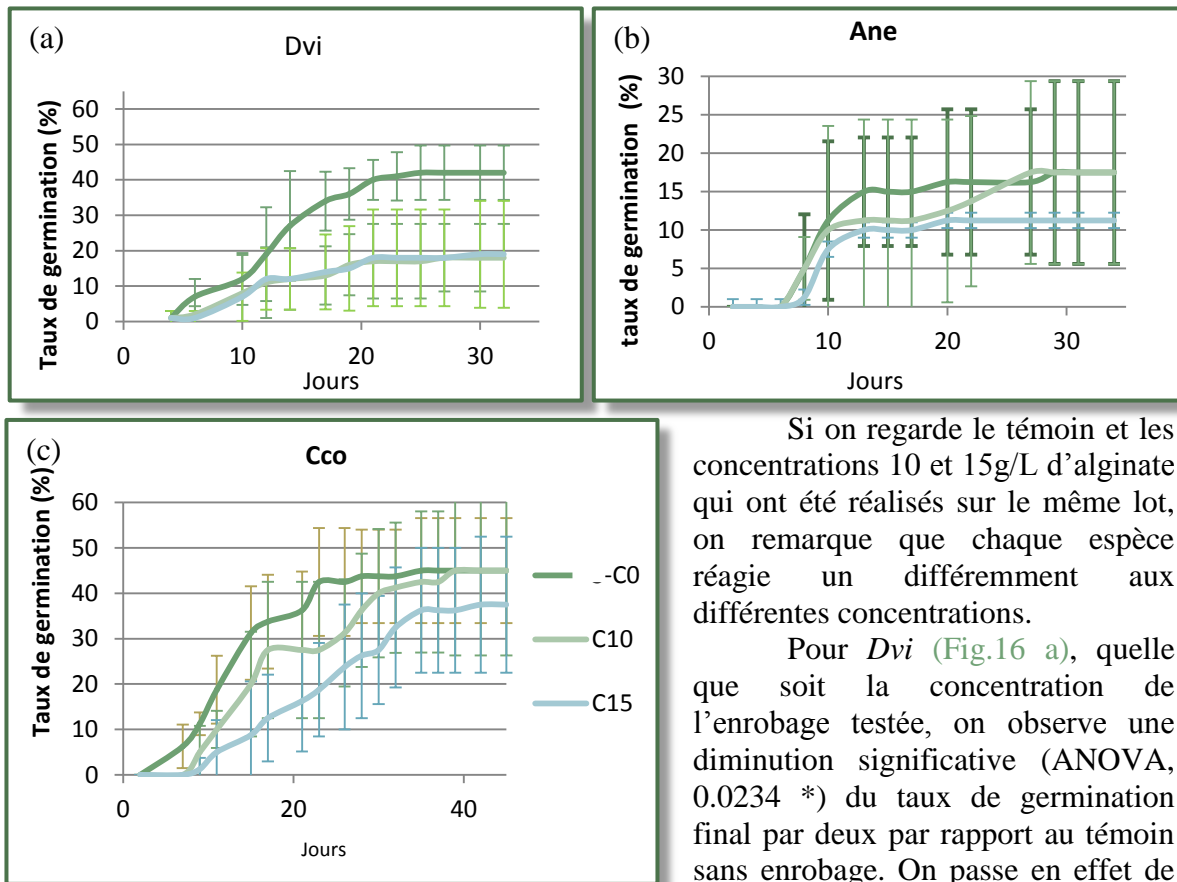 (a)
Dvi
Taux de germination (%)
60
50
40
30
20
10
0
0 10 20 30
Jours
(b)
Ane
taux de germination (%)
30
25
20
15
10
5
0
0 10 20 30
Jours
(c)
Cco
Taux de germination (%)
60
50
40
30
20
10
0
0 20 40
Jours
-C0
C10
C15
Si on regarde le témoin et les
concentrations 10 et 15g/L d’alginate
qui ont été réalisés sur le même lot,
on remarque que chaque espèce
réagie un différemment aux
différentes concentrations.
Pour Dvi (Fig.16 a), quelle
que soit la concentration de
l’enrobage testée, on observe une
diminution significative (ANOVA,
0.0234 *) du taux de germination
final par deux par rapport au témoin
sans enrobage. On passe en effet de